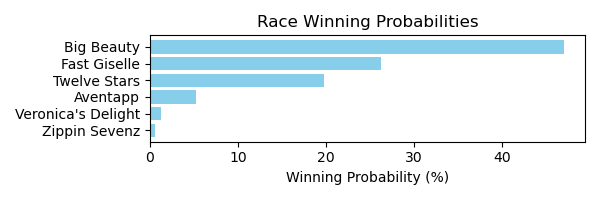 Race Winning Probabilities
Big Beauty
Fast Giselle
Twelve Stars
Aventapp
Veronica's Delight
Zippin Sevenz
0 10 20 30 40
Winning Probability (%)